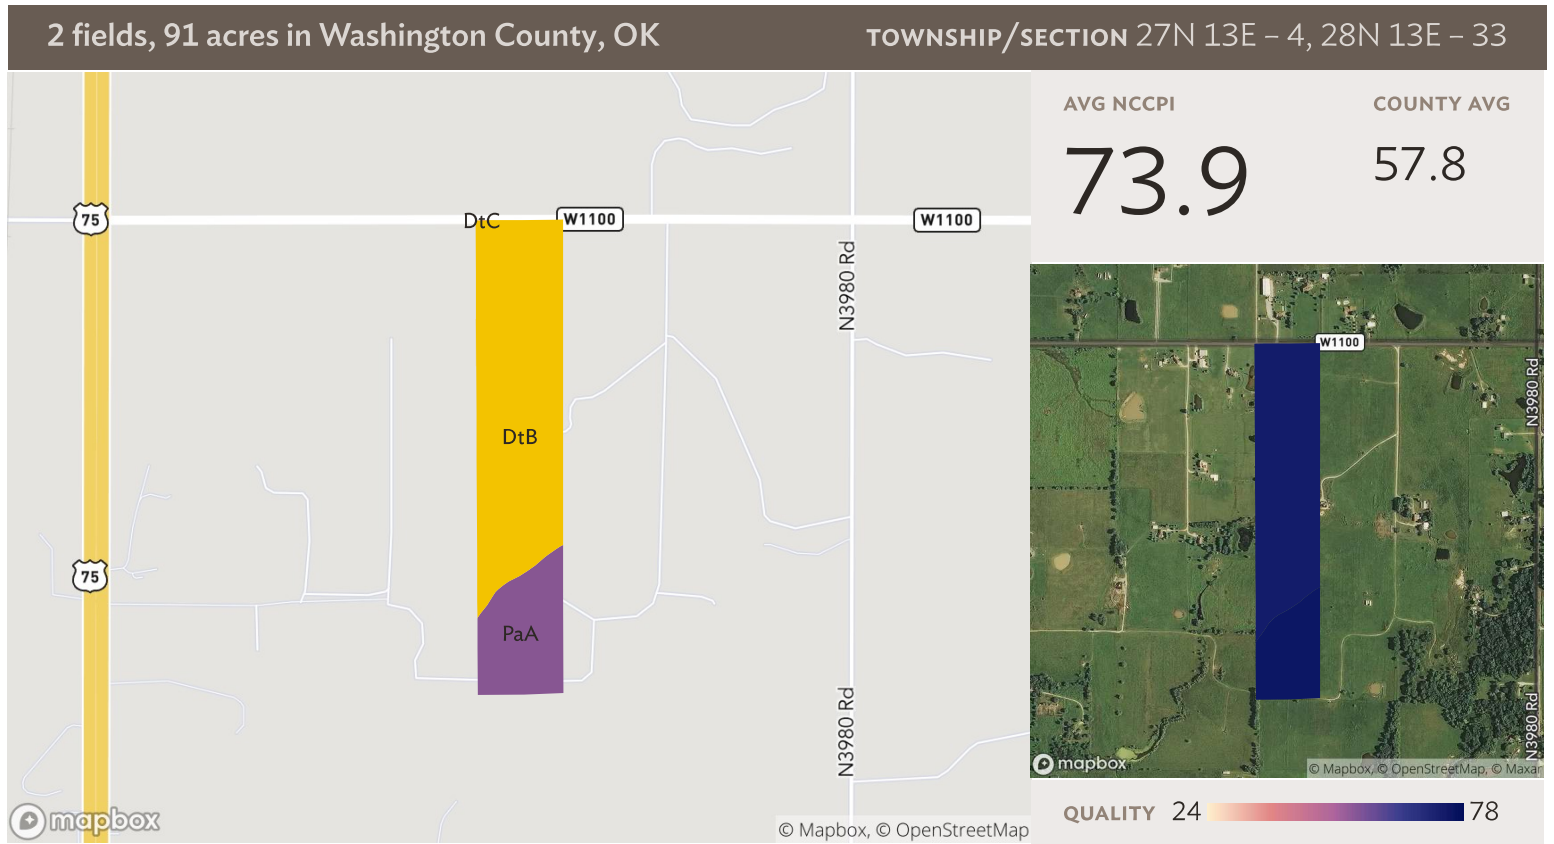 2 fields, 91 acres in Washington County, OK
TOWNSHIP/SECTION 27N 13E – 4, 28N 13E – 33
AVG NCCPI
COUNTY AVG
73.9
57.8
75
DtC
W1100
W1100
N3980 Rd
DtB
75
PaA
N3980 Rd
mapbox
© Mapbox, © OpenStreetMap
W1100
N3980 Rd
N3980 Rd
mapbox
© Mapbox, © OpenStreetMap, © Maxar
QUALITY 24 78